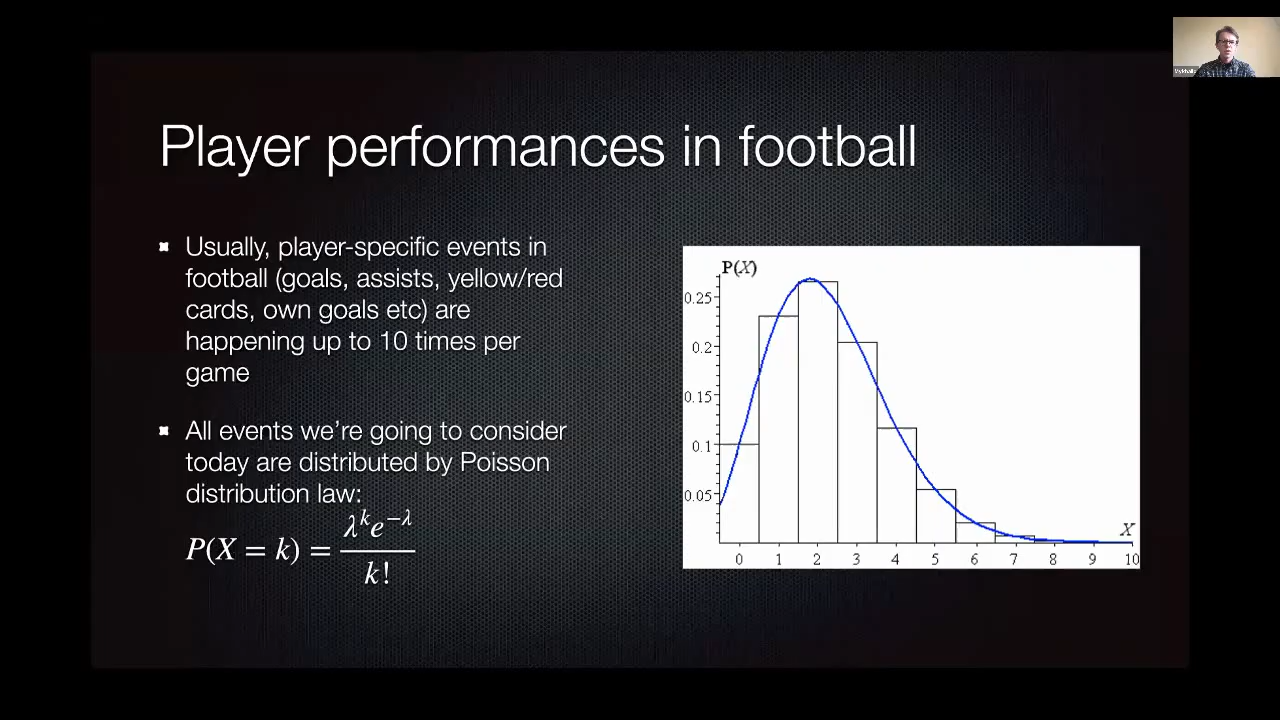 Player performances in football
Usually, player-specific events in
football (goals, assists, yellow/red
cards, own goals etc) are
happening up to 10 times per
game
All events we’re going to consider
today are distributed by Poisson
distribution law:
P(X = k) = λ^k e^−λ / k!
P(X)
0.25
0.2
0.15
0.1
0.05
X
0 1 2 3 4 5 6 7 8 9 10